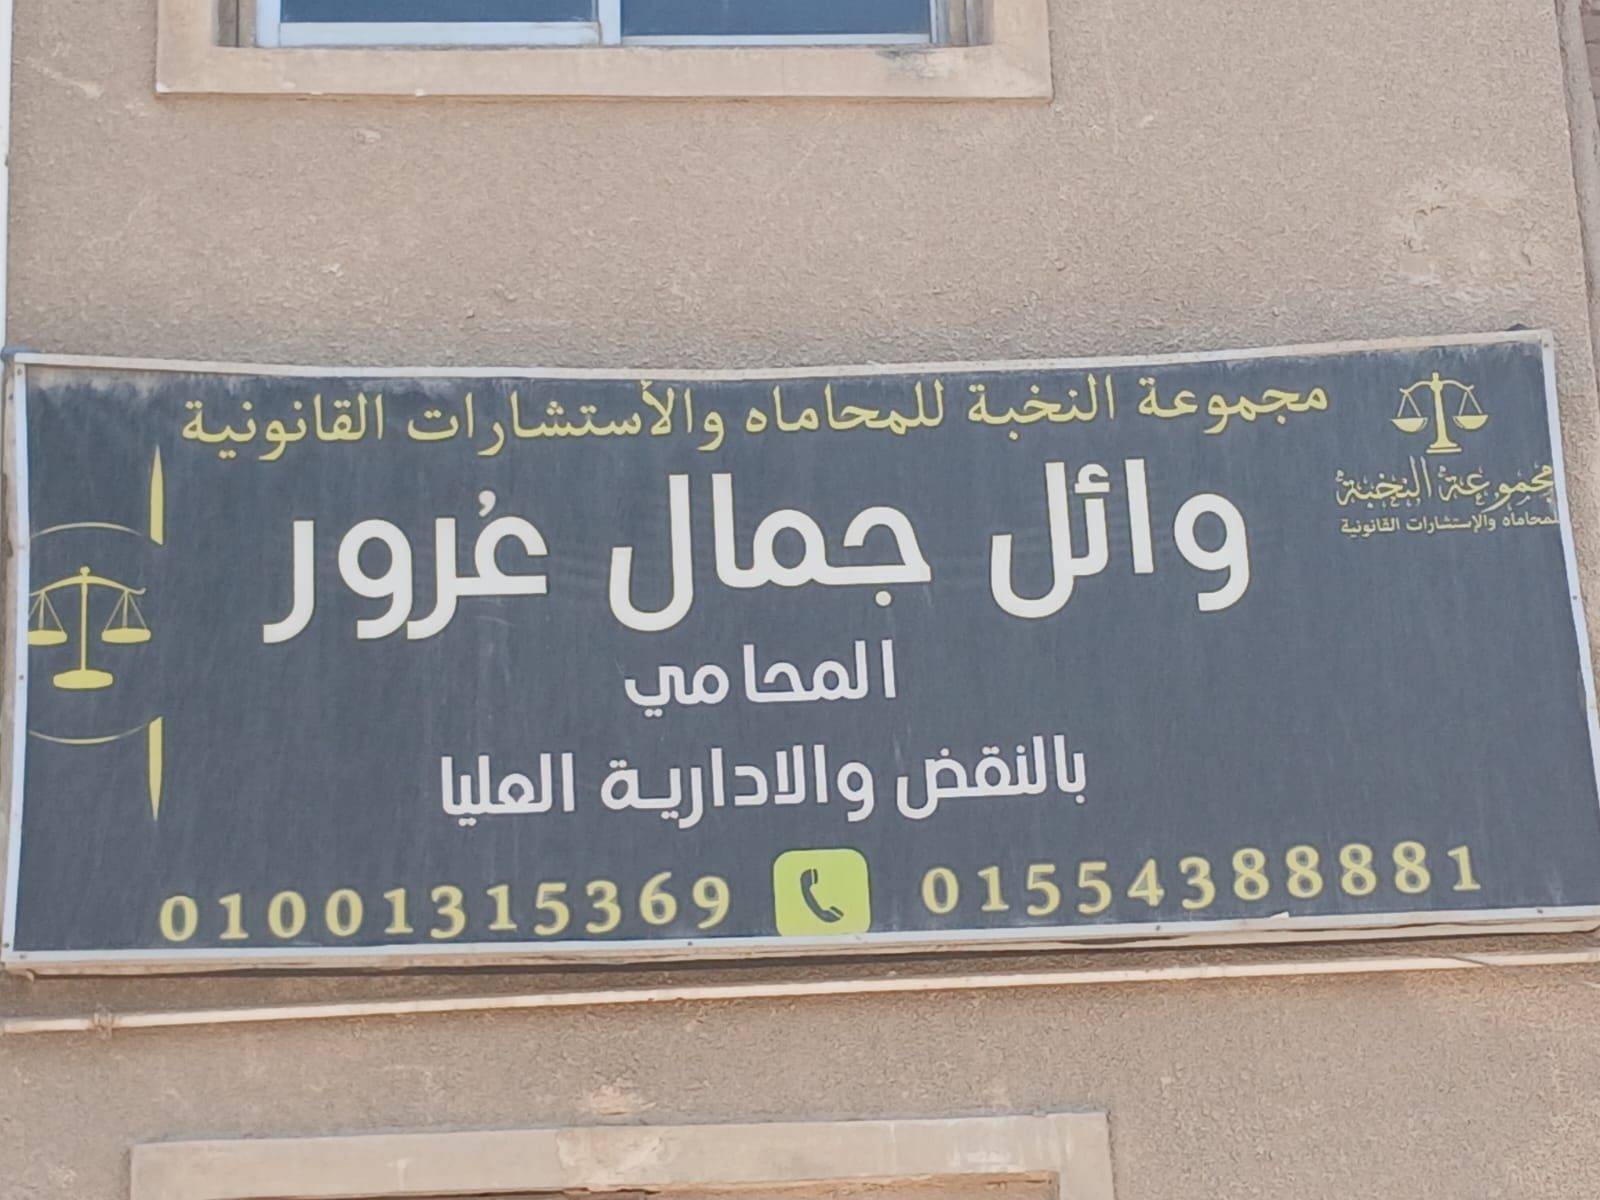 مجموعة النخبة للمحاماه والأستشارات القانونية
مجموعة النخبة
للمحاماه والإستشارات القانونية
وائل جمال عُرور
المحامي
بالنقض والادارية العليا
01001315369 01554388881